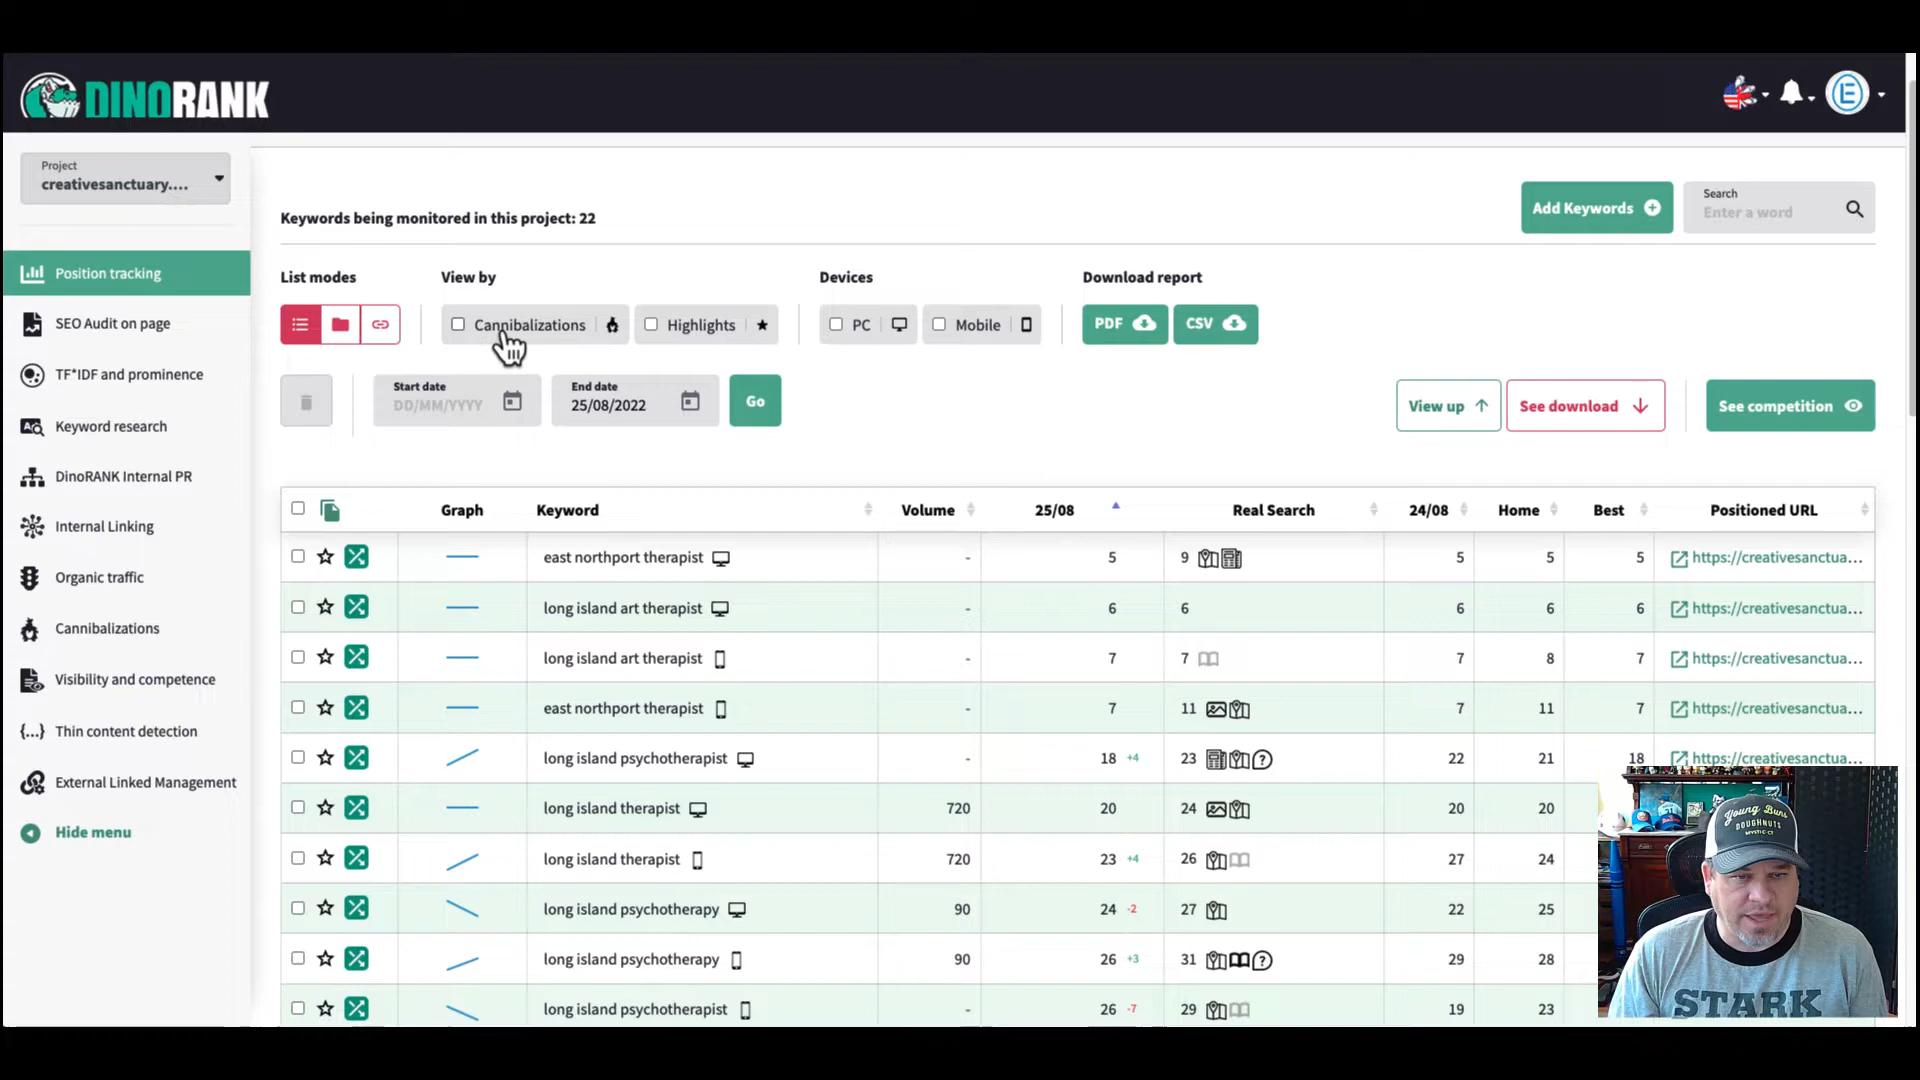 DINORANK
Project
creativesanctuary....
Position tracking
SEO Audit on page
TF*IDF and prominence
Keyword research
DinoRANK Internal PR
Internal Linking
Organic traffic
Cannibalizations
Visibility and competence
Thin content detection
External Linked Management
Hide menu
Keywords being monitored in this project: 22
Add Keywords
Search
Enter a word
List modes
View by
Devices
Download report
Cannibalizations
Highlights
PC
Mobile
PDF
CSV
Start date
DD/MM/YYYY
End date
25/08/2022
Go
View up
See download
See competition
Graph Keyword Volume 25/08 Real Search 24/08 Home Best Positioned URL
east northport therapist - 5 9 5 5 5 https://creativesanctua...
long island art therapist - 6 6 6 6 6 https://creativesanctua...
long island art therapist - 7 7 7 8 7 https://creativesanctua...
east northport therapist - 7 11 7 11 7 https://creativesanctua...
long island psychotherapist - 18 +4 23 22 21 18 https://creativesanctua...
long island therapist 720 20 24 20 20
long island therapist 720 23 +4 26 27 24
long island psychotherapy 90 24 -2 27 22 25
long island psychotherapy 90 26 +3 31 29 28
long island psychotherapist - 26 -7 29 19 23
Young Buns
DOUGHNUTS
MYSTIC-CT
STARK